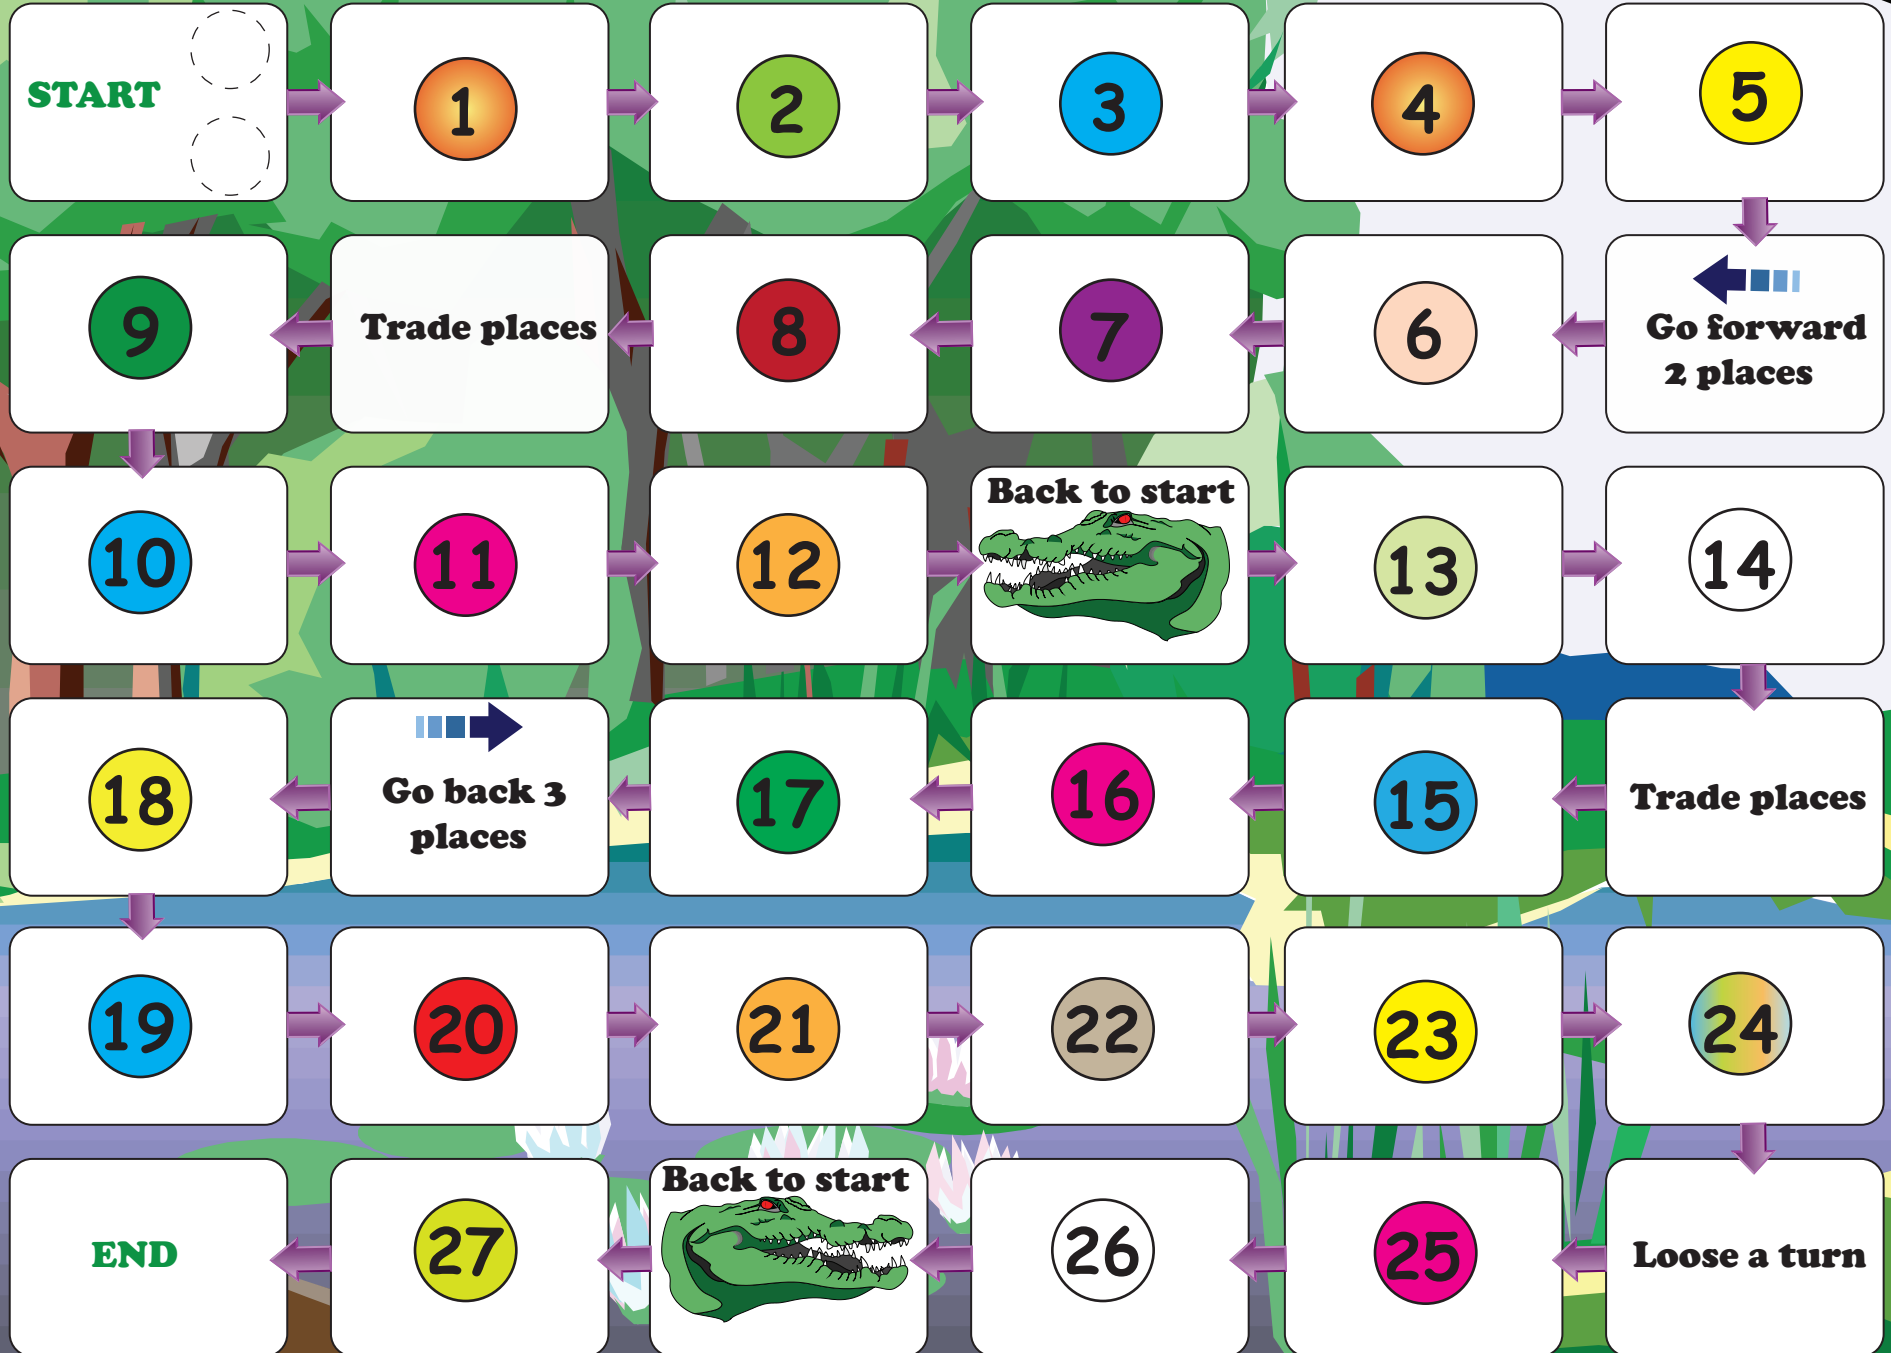 START
1
2
3
4
5
9
Trade places
8
7
6
Go forward
2 places
10
11
12
Back to start
13
14
18
Go back 3
places
17
16
15
Trade places
19
20
21
22
23
24
END
27
Back to start
26
25
Loose a turn